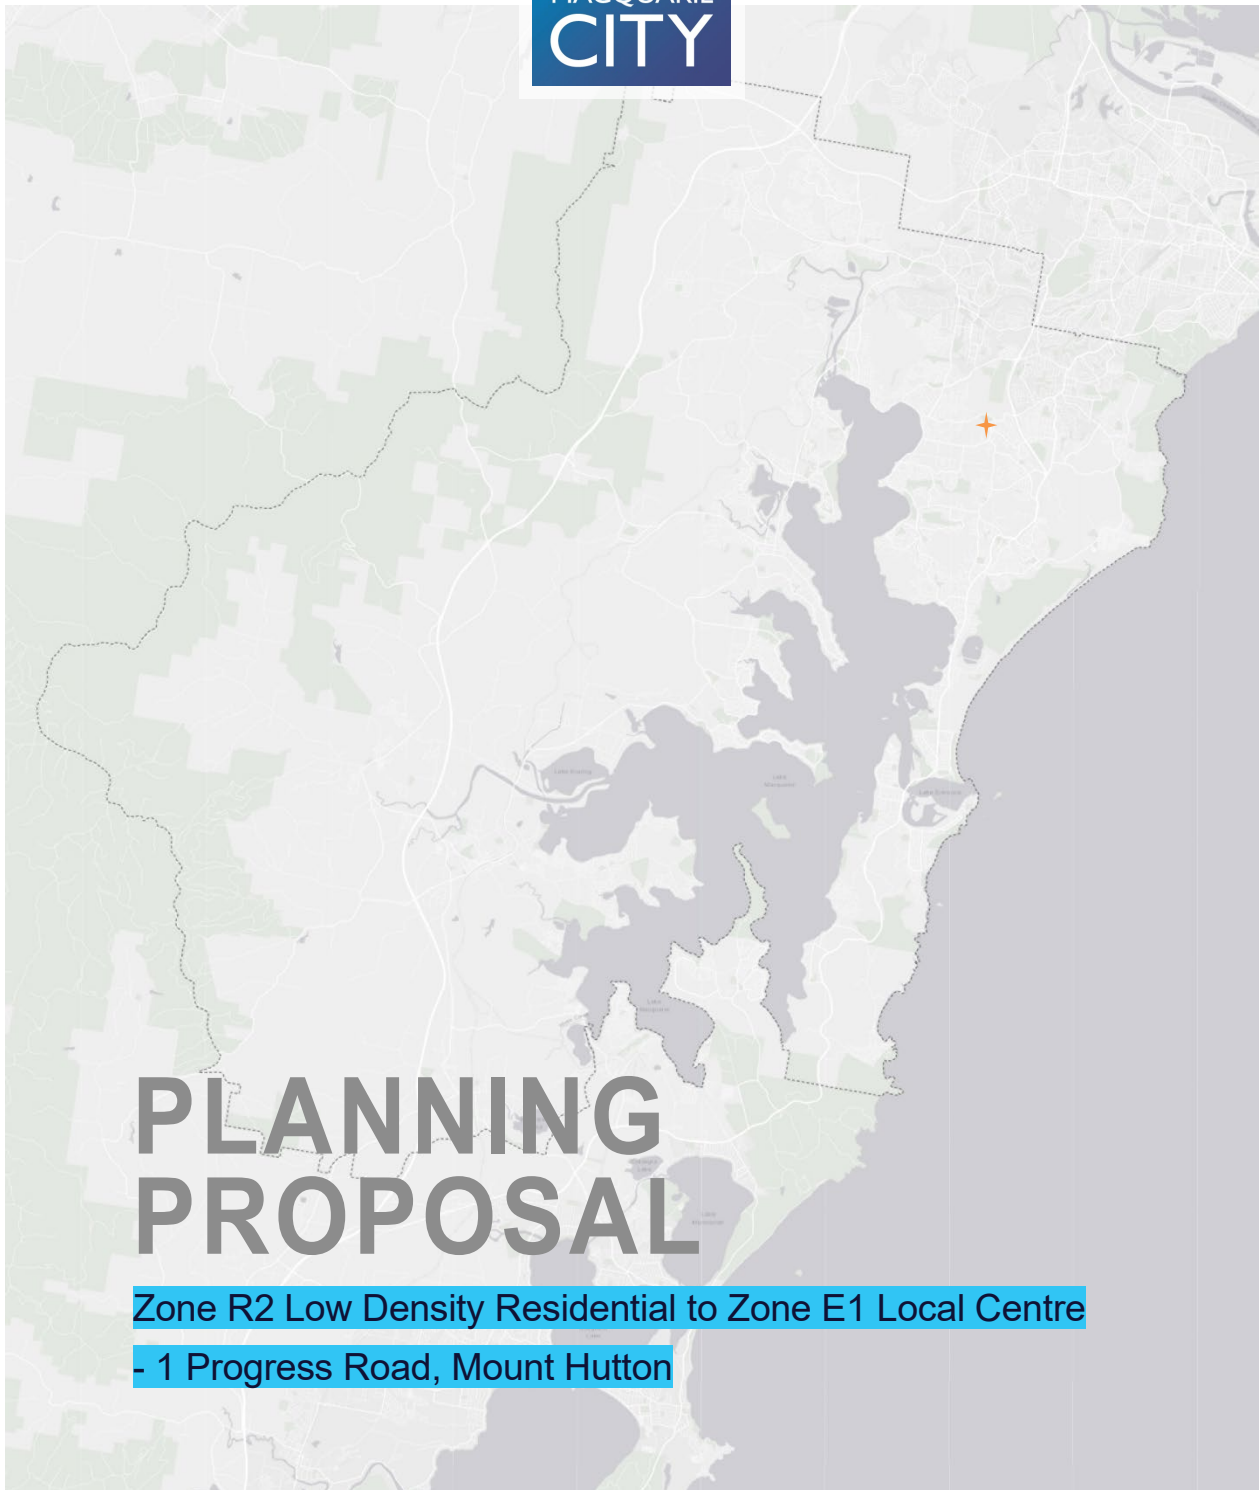 CITY
PLANNING
PROPOSAL
Zone R2 Low Density Residential to Zone E1 Local Centre
- 1 Progress Road, Mount Hutton